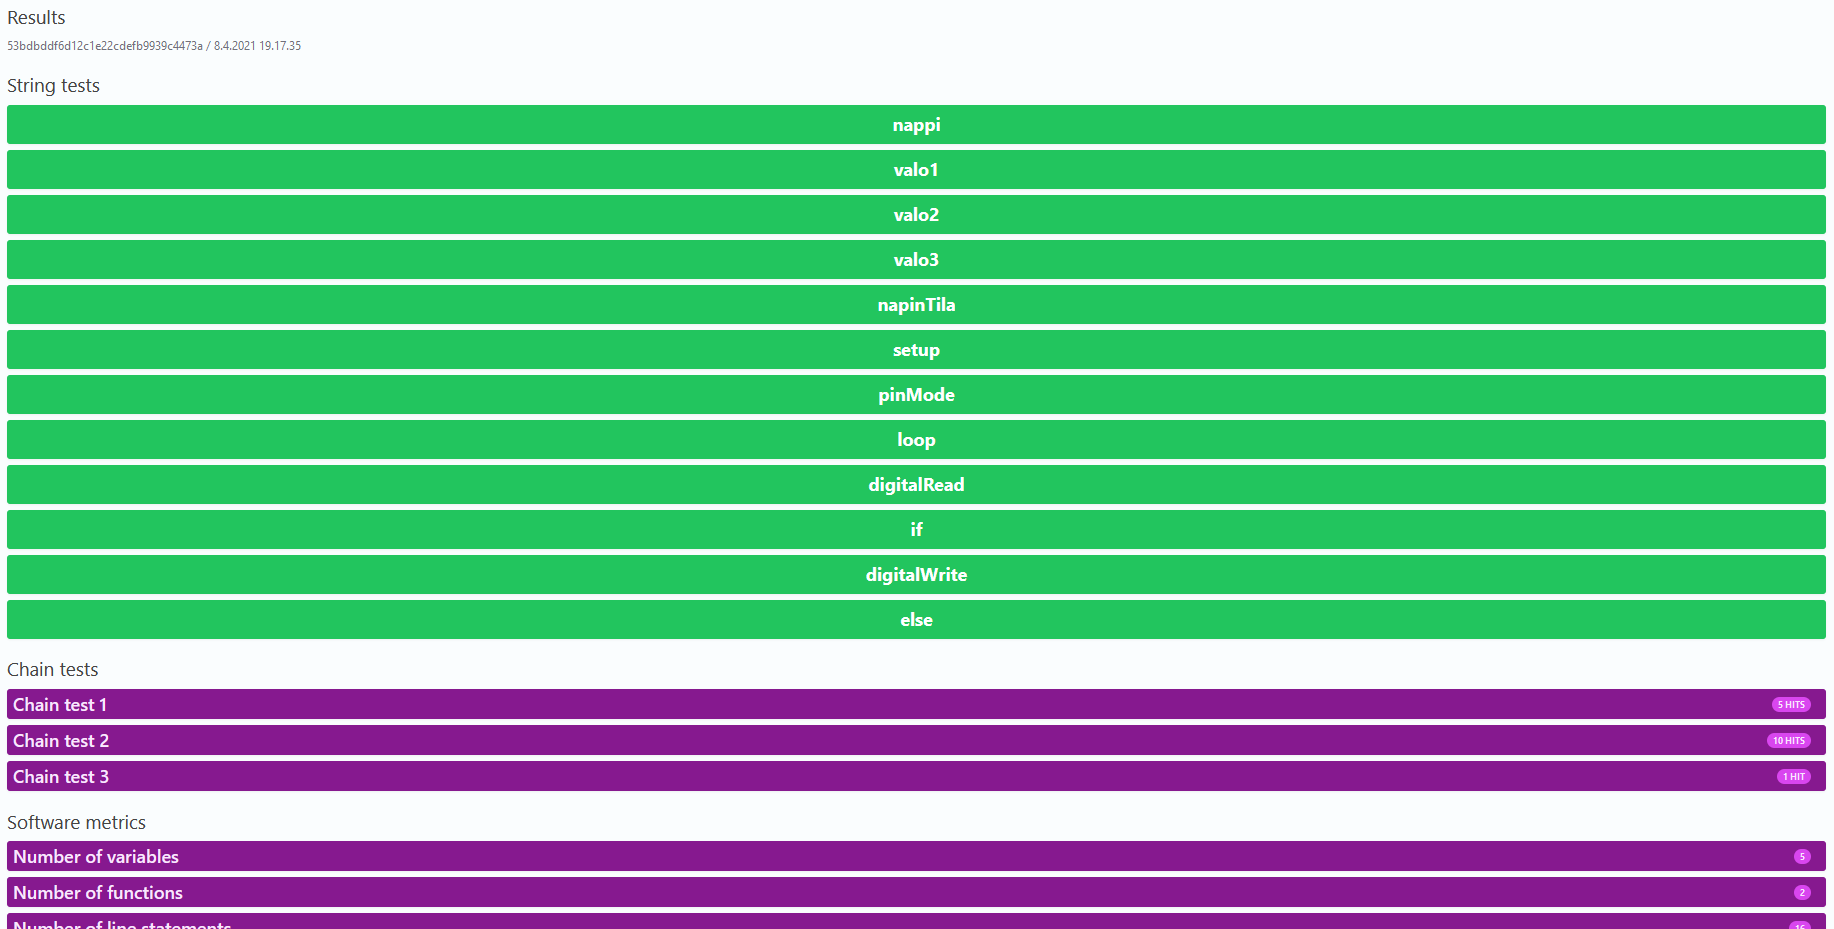 Results
53bdbddf6d12c1e22cdefb9939c4473a / 8.4.2021 19.17.35
String tests
nappi
valo1
valo2
valo3
napinTila
setup
pinMode
loop
digitalRead
if
digitalWrite
else
Chain tests
Chain test 1 5 HITS
Chain test 2 10 HITS
Chain test 3 1 HIT
Software metrics
Number of variables 5
Number of functions 2
Number of line statements 16